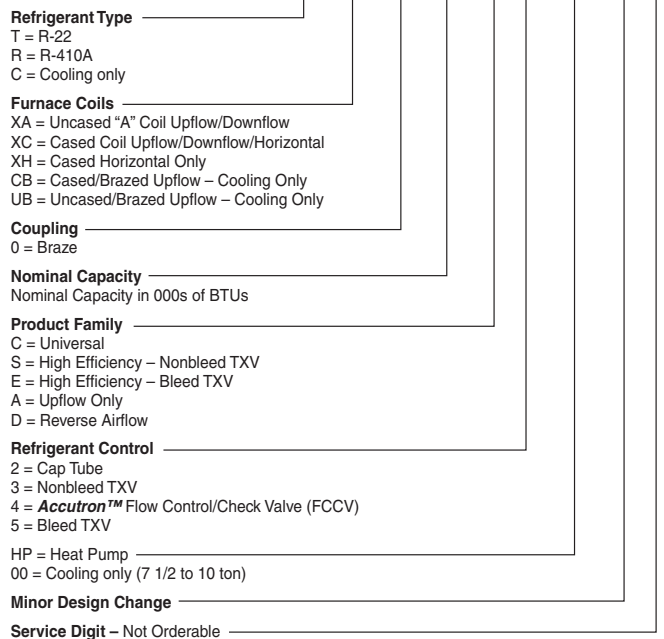 Refrigerant Type
T = R-22
R = R-410A
C = Cooling only
Furnace Coils
XA = Uncased “A” Coil Upflow/Downflow
XC = Cased Coil Upflow/Downflow/Horizontal
XH = Cased Horizontal Only
CB = Cased/Brazed Upflow – Cooling Only
UB = Uncased/Brazed Upflow – Cooling Only
Coupling
0 = Braze
Nominal Capacity
Nominal Capacity in 000s of BTUs
Product Family
C = Universal
S = High Efficiency – Nonbleed TXV
E = High Efficiency – Bleed TXV
A = Upflow Only
D = Reverse Airflow
Refrigerant Control
2 = Cap Tube
3 = Nonbleed TXV
4 = Accutron™ Flow Control/Check Valve (FCCV)
5 = Bleed TXV
HP = Heat Pump
00 = Cooling only (7 1/2 to 10 ton)
Minor Design Change
Service Digit – Not Orderable